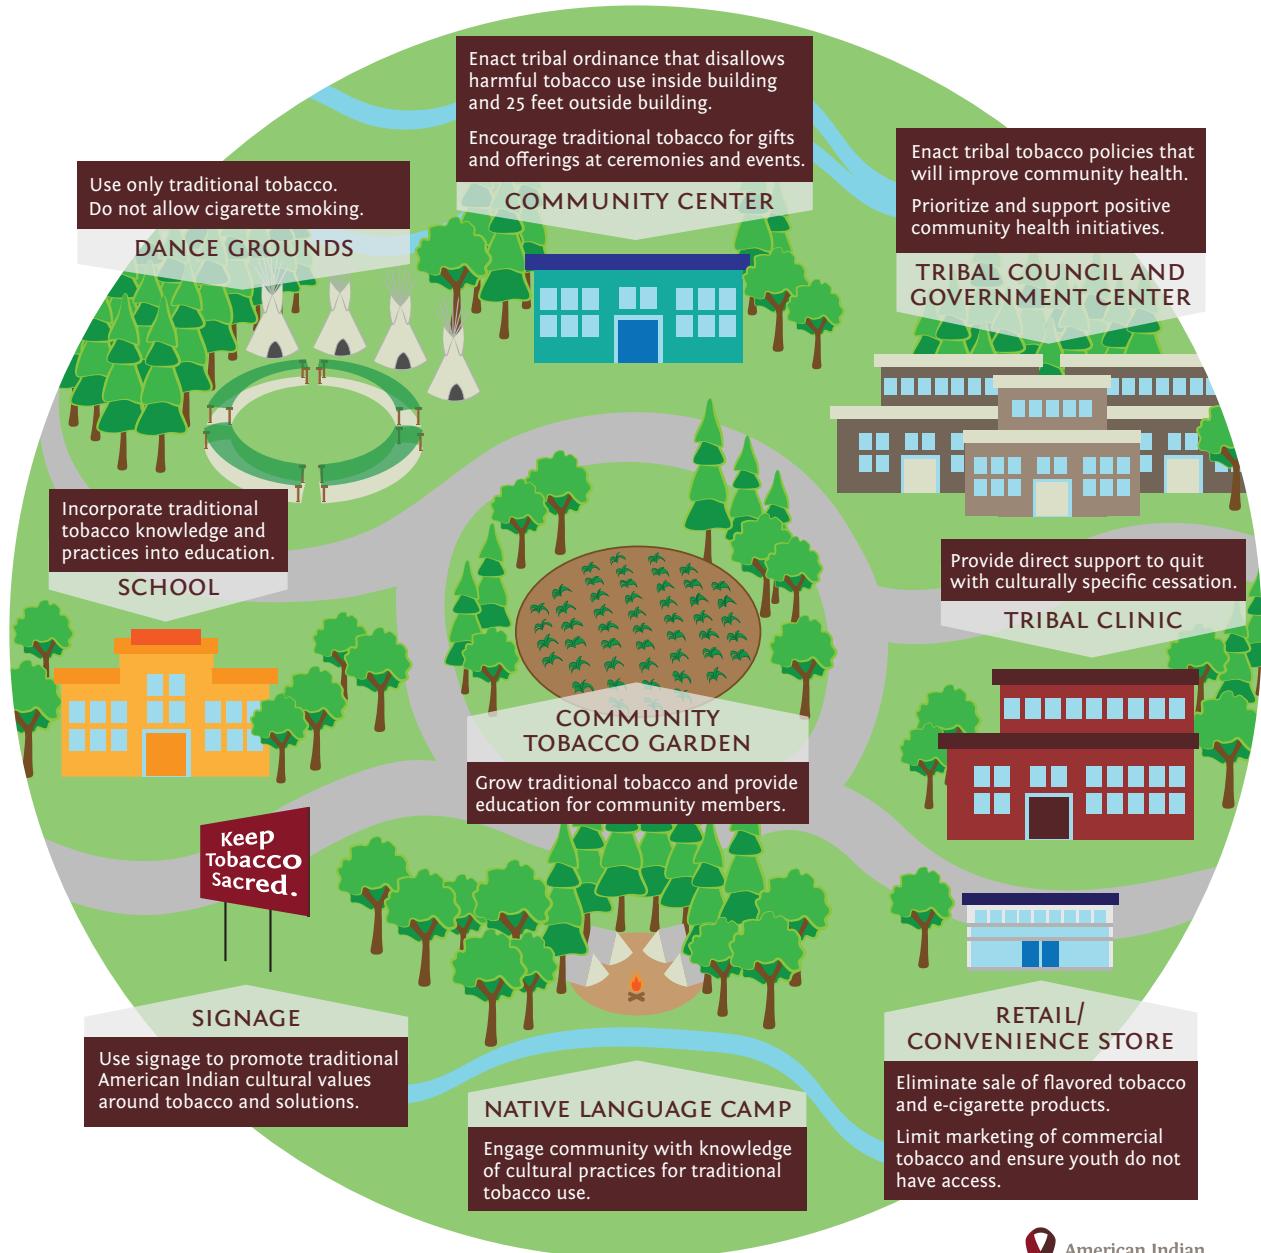 Enact tribal ordinance that disallows
harmful tobacco use inside building
and 25 feet outside building.
Encourage traditional tobacco for gifts
and offerings at ceremonies and events.
COMMUNITY CENTER
Use only traditional tobacco.
Do not allow cigarette smoking.
DANCE GROUNDS
Enact tribal tobacco policies that
will improve community health.
Prioritize and support positive
community health initiatives.
TRIBAL COUNCIL AND
GOVERNMENT CENTER
Incorporate traditional
tobacco knowledge and
practices into education.
SCHOOL
Provide direct support to quit
with culturally specific cessation.
TRIBAL CLINIC
COMMUNITY
TOBACCO GARDEN
Grow traditional tobacco and provide
education for community members.
Keep
Tobacco
Sacred.
SIGNAGE
Use signage to promote traditional
American Indian cultural values
around tobacco and solutions.
NATIVE LANGUAGE CAMP
Engage community with knowledge
of cultural practices for traditional
tobacco use.
RETAIL/
CONVENIENCE STORE
Eliminate sale of flavored tobacco
and e-cigarette products.
Limit marketing of commercial
tobacco and ensure youth do not
have access.
American Indian